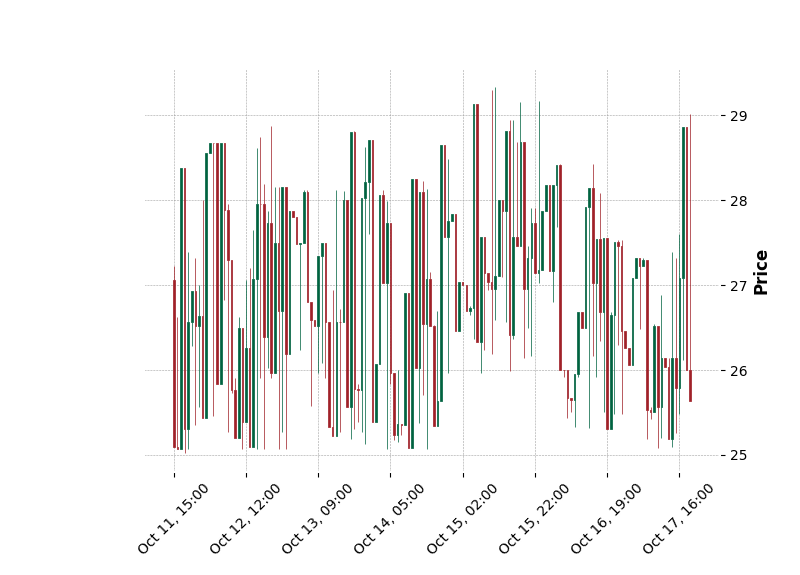 29
28
27
26
25
Price
Oct 11, 15:00
Oct 12, 12:00
Oct 13, 09:00
Oct 14, 05:00
Oct 15, 02:00
Oct 15, 22:00
Oct 16, 19:00
Oct 17, 16:00